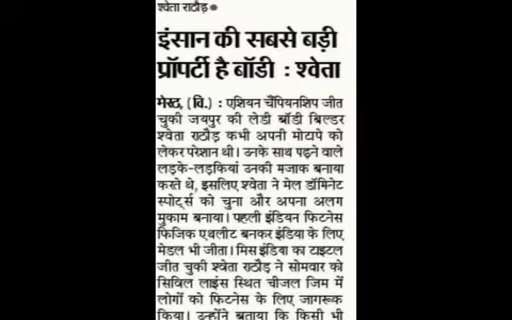 श्वेता राठौड़ ●
इंसान की सबसे बड़ी
प्रॉपर्टी है बॉडी : श्वेता
मेरठ, (वि.) : एशियन चैंपियनशिप जीत
चुकी जयपुर की लेडी बॉडी बिल्डर
श्वेता राठौड़ कभी अपनी मोटापे को
लेकर परेशान थी। उनके साथ पढ़ने वाले
लड़के-लड़कियां उनकी मजाक बनाया
करते थे, इसलिए श्वेता ने मेल डॉमिनेट
स्पोर्ट्स को चुना और अपना अलग
मुकाम बनाया। पहली इंडियन फिटनेस
फिजिक एथलीट बनकर इंडिया के लिए
मेडल भी जीता। मिस इंडिया का टाइटल
जीत चुकी श्वेता राठौड़ ने सोमवार को
सिविल लाइंस स्थित चीजल जिम में
लोगों को फिटनेस के लिए जागरूक
किया। उन्होंने बताया कि किसी भी